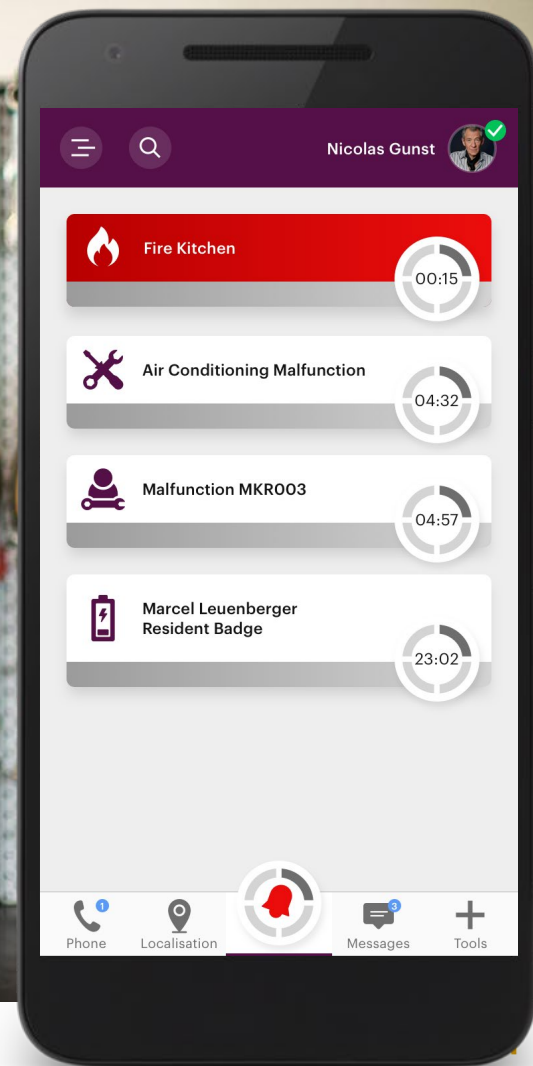 Nicolas Gunst
Fire Kitchen
00:15
Air Conditioning Malfunction
04:32
Malfunction MKR003
04:57
Marcel Leuenberger
Resident Badge
23:02
1
3
Phone
Localisation
Messages
Tools